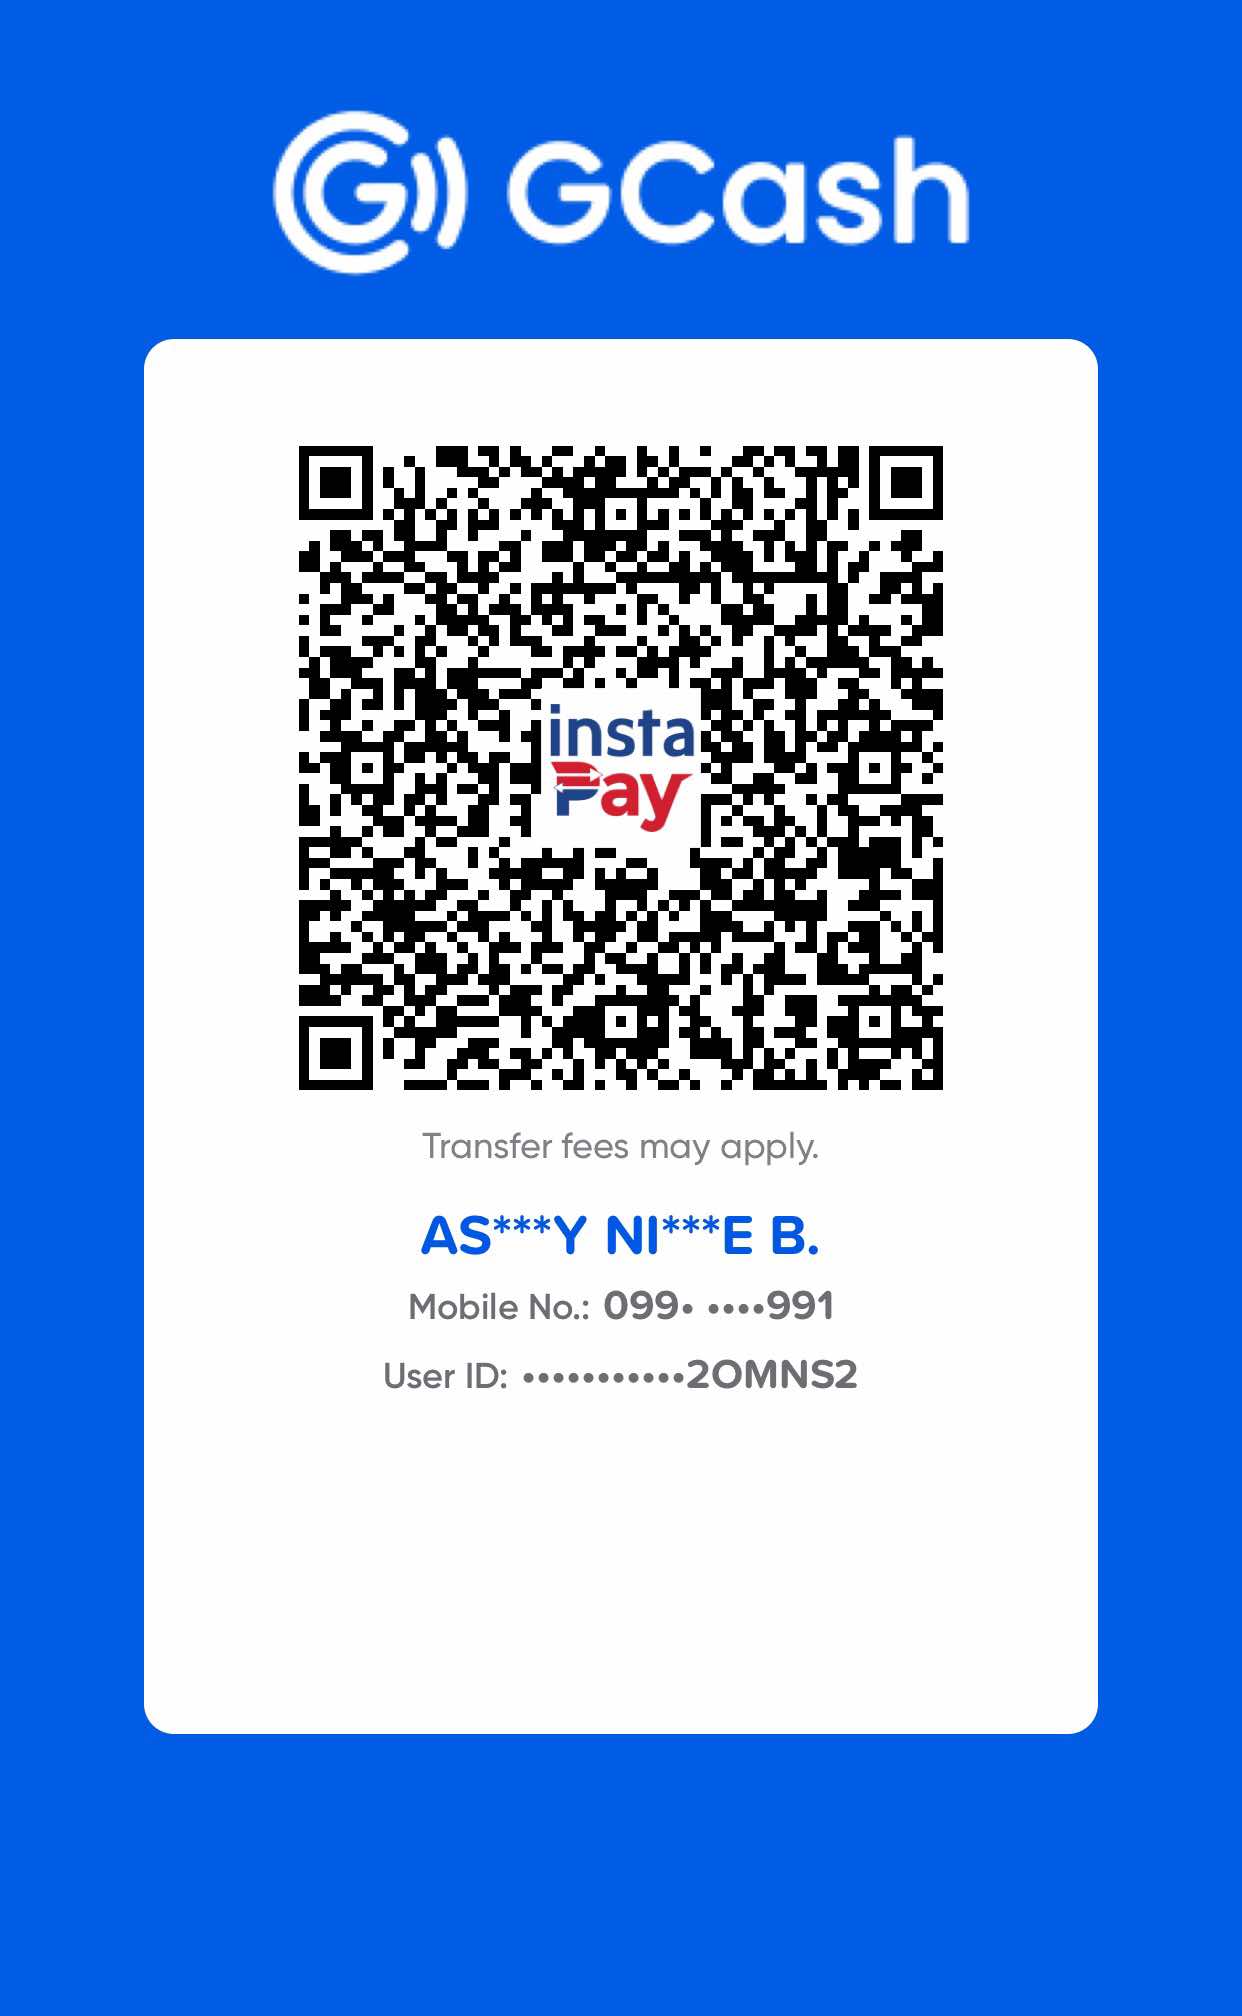 GCash
insta
Pay
Transfer fees may apply.
AS***Y NI***E B.
Mobile No.: 099• ••••991
User ID: •••••••••••2OMNS2